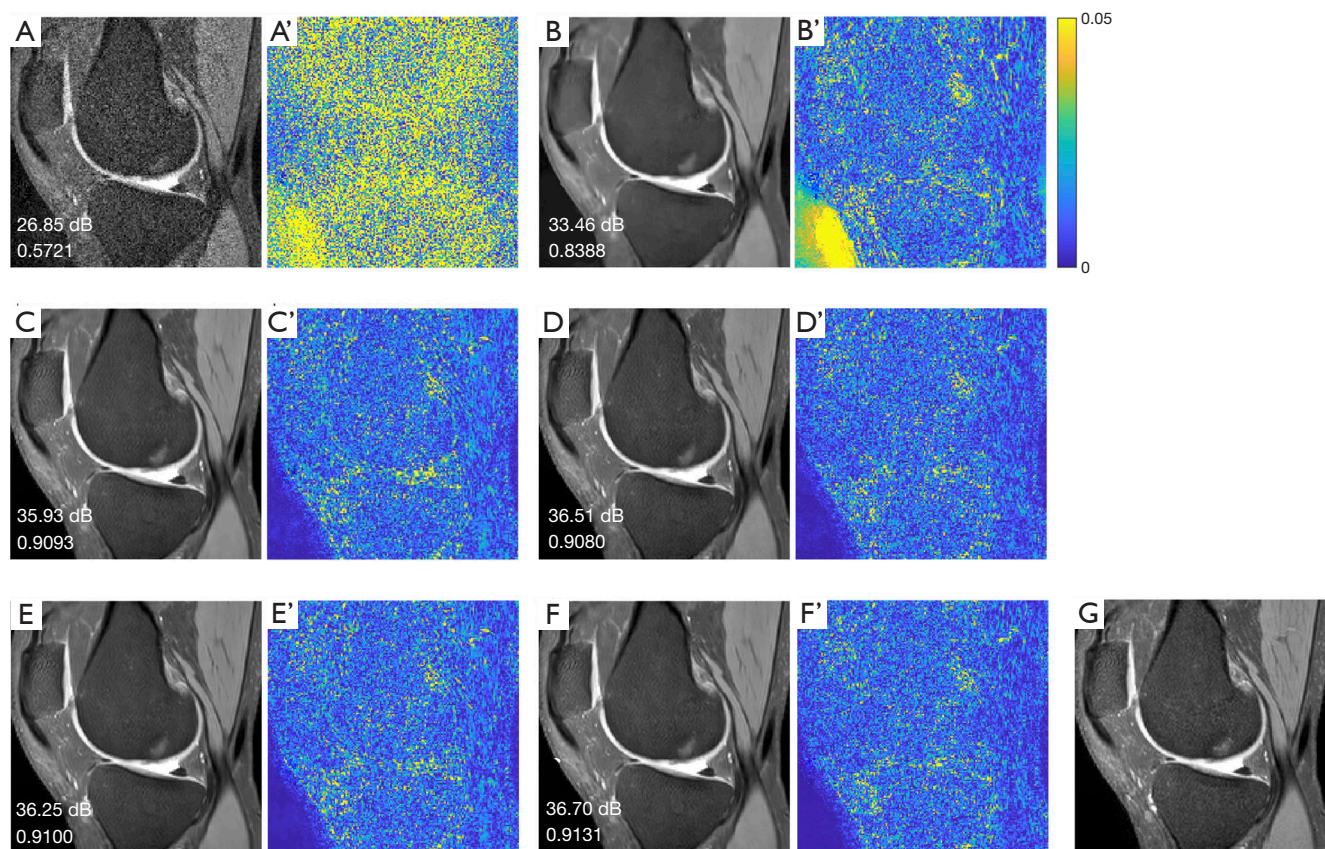 A
A'
B
B'
0.05
26.85 dB
0.5721
33.46 dB
0.8388
0
C
C'
D
D'
35.93 dB
0.9093
36.51 dB
0.9080
E
E'
F
F'
G
36.25 dB
0.9100
36.70 dB
0.9131